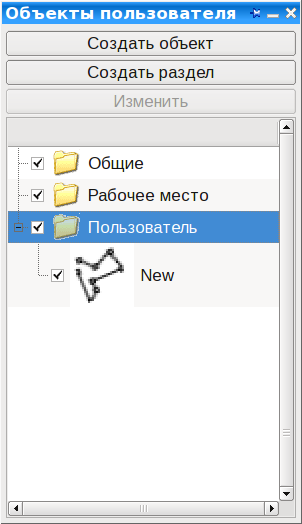 Объекты пользователя
Создать объект
Создать раздел
Изменить
Общие
Рабочее место
Пользователь
New